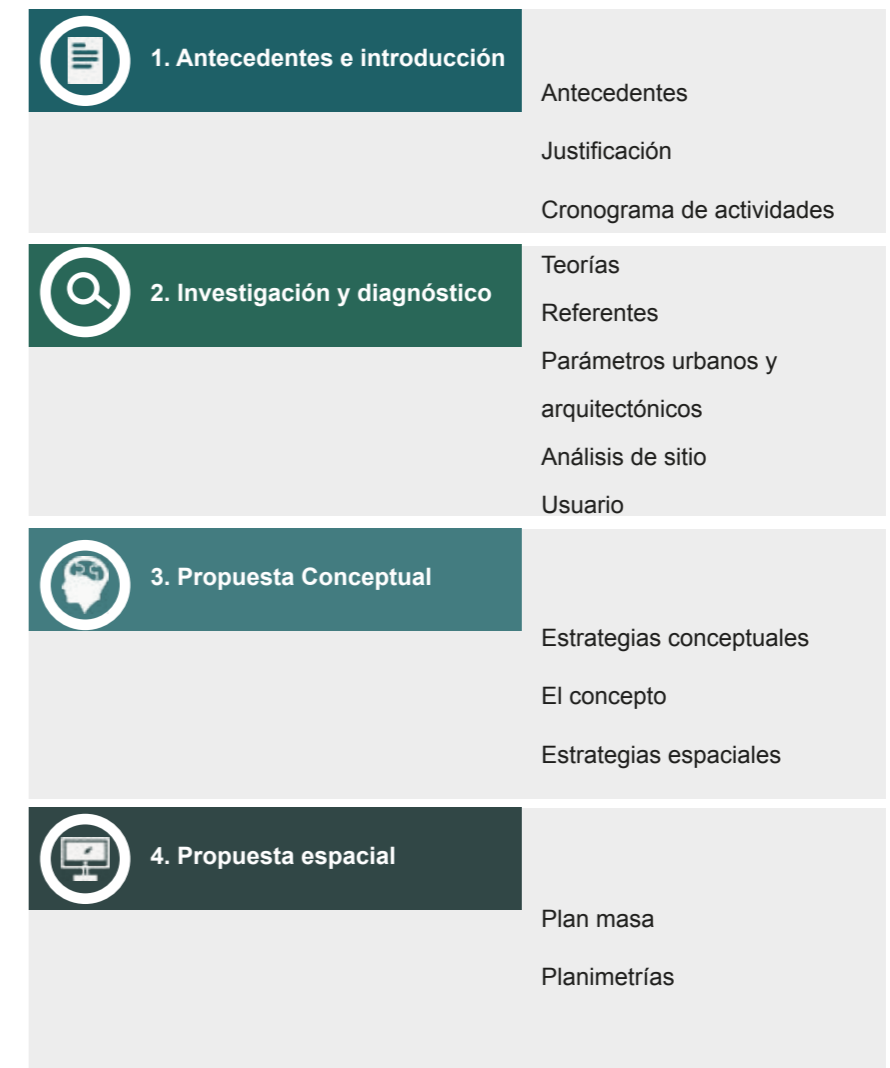 1. Antecedentes e introducción
Antecedentes
Justificación
Cronograma de actividades
2. Investigación y diagnóstico
Teorías
Referentes
Parámetros urbanos y
arquitectónicos
Análisis de sitio
Usuario
3. Propuesta Conceptual
Estrategias conceptuales
El concepto
Estrategias espaciales
4. Propuesta espacial
Plan masa
Planimetrías